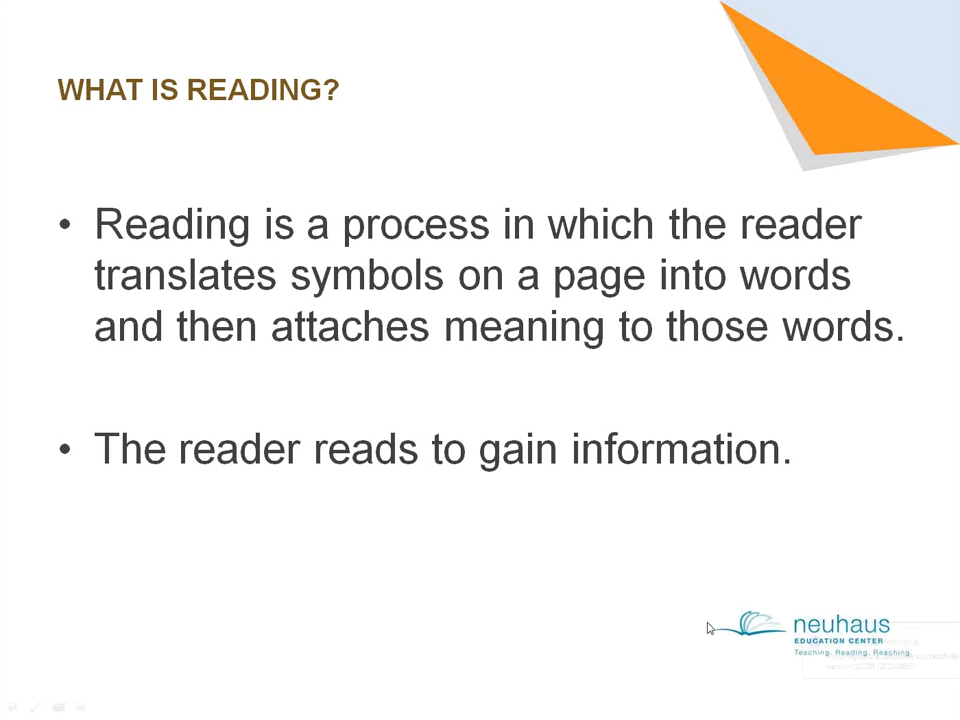 WHAT IS READING?
• Reading is a process in which the reader
translates symbols on a page into words
and then attaches meaning to those words.
• The reader reads to gain information.
neuhaus
EDUCATION CENTER
Teaching. Reading. Reaching.